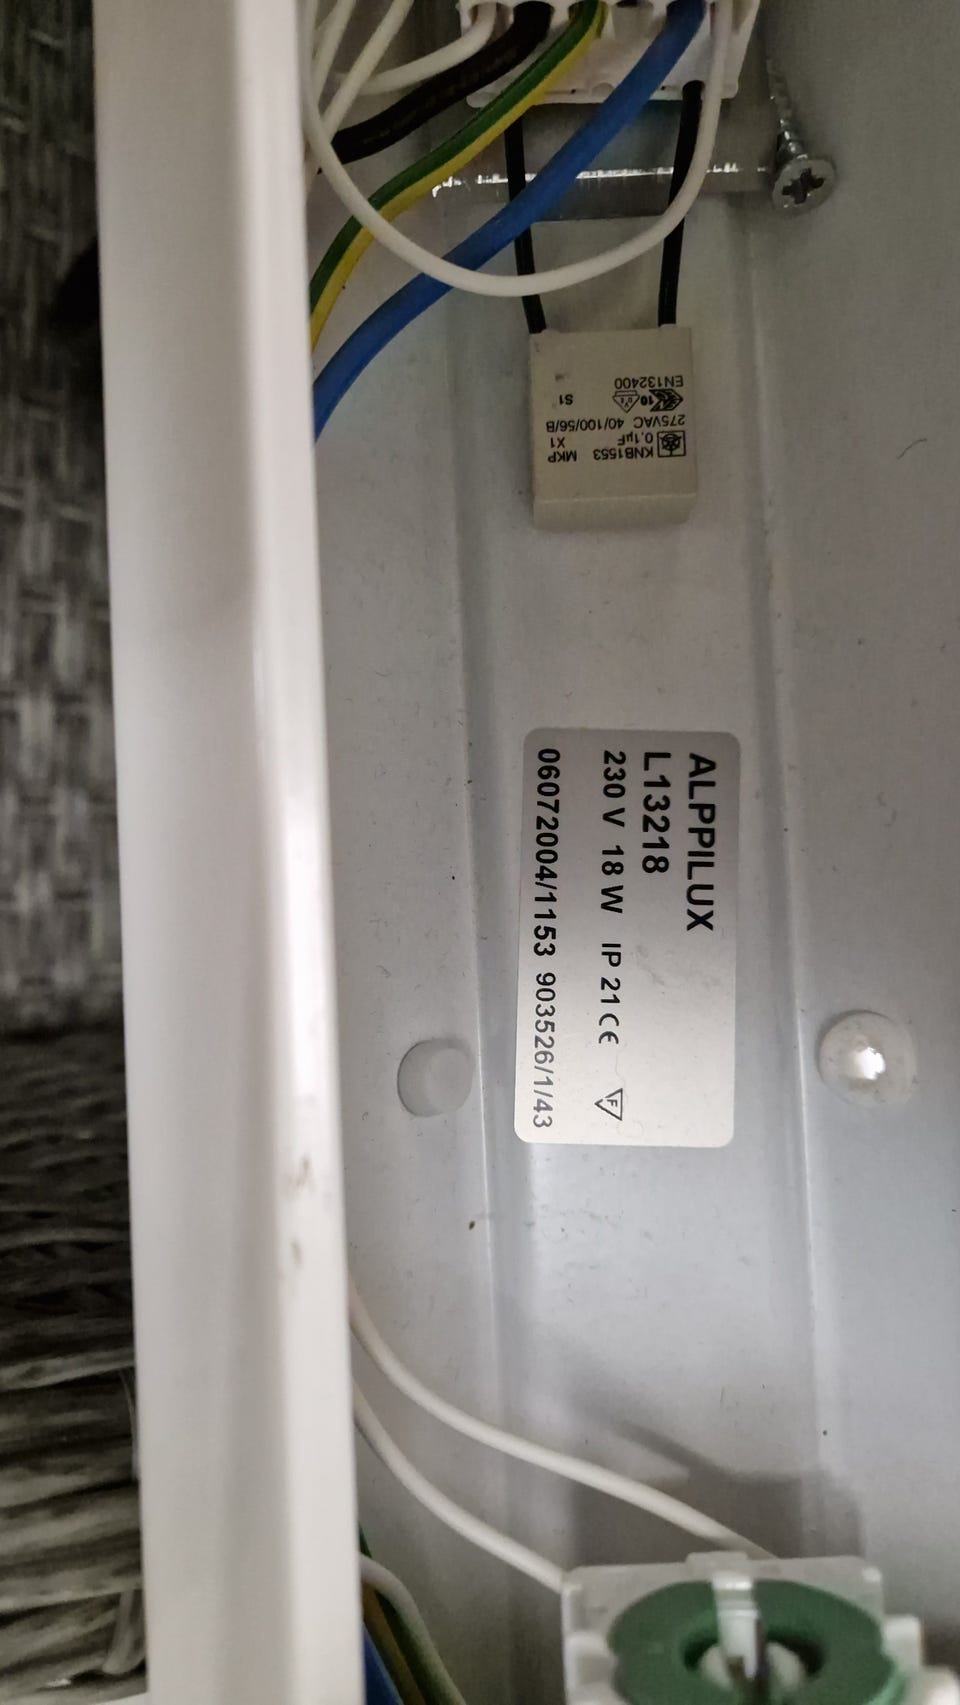 KNB1553 MKP
0,1µF X1
275VAC 40/100/56/B
10 S1
EN132400
ALPPILUX
L13218
230 V 18 W IP 21 CE F
06072004/1153 903526/1/43